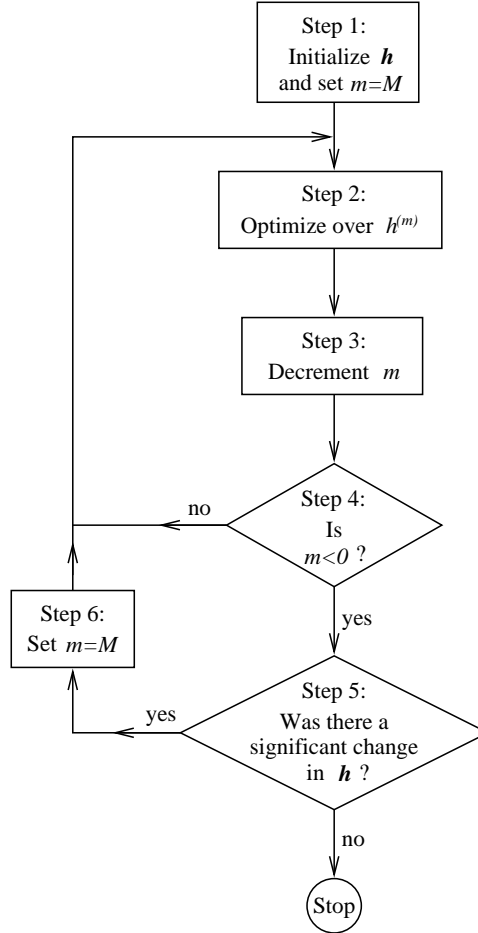 Step 1:
Initialize h
and set m=M
Step 2:
Optimize over h(m)
Step 3:
Decrement m
Step 4:
Is
m<0 ?
no
yes
Step 6:
Set m=M
Step 5:
Was there a
significant change
in h ?
yes
no
Stop